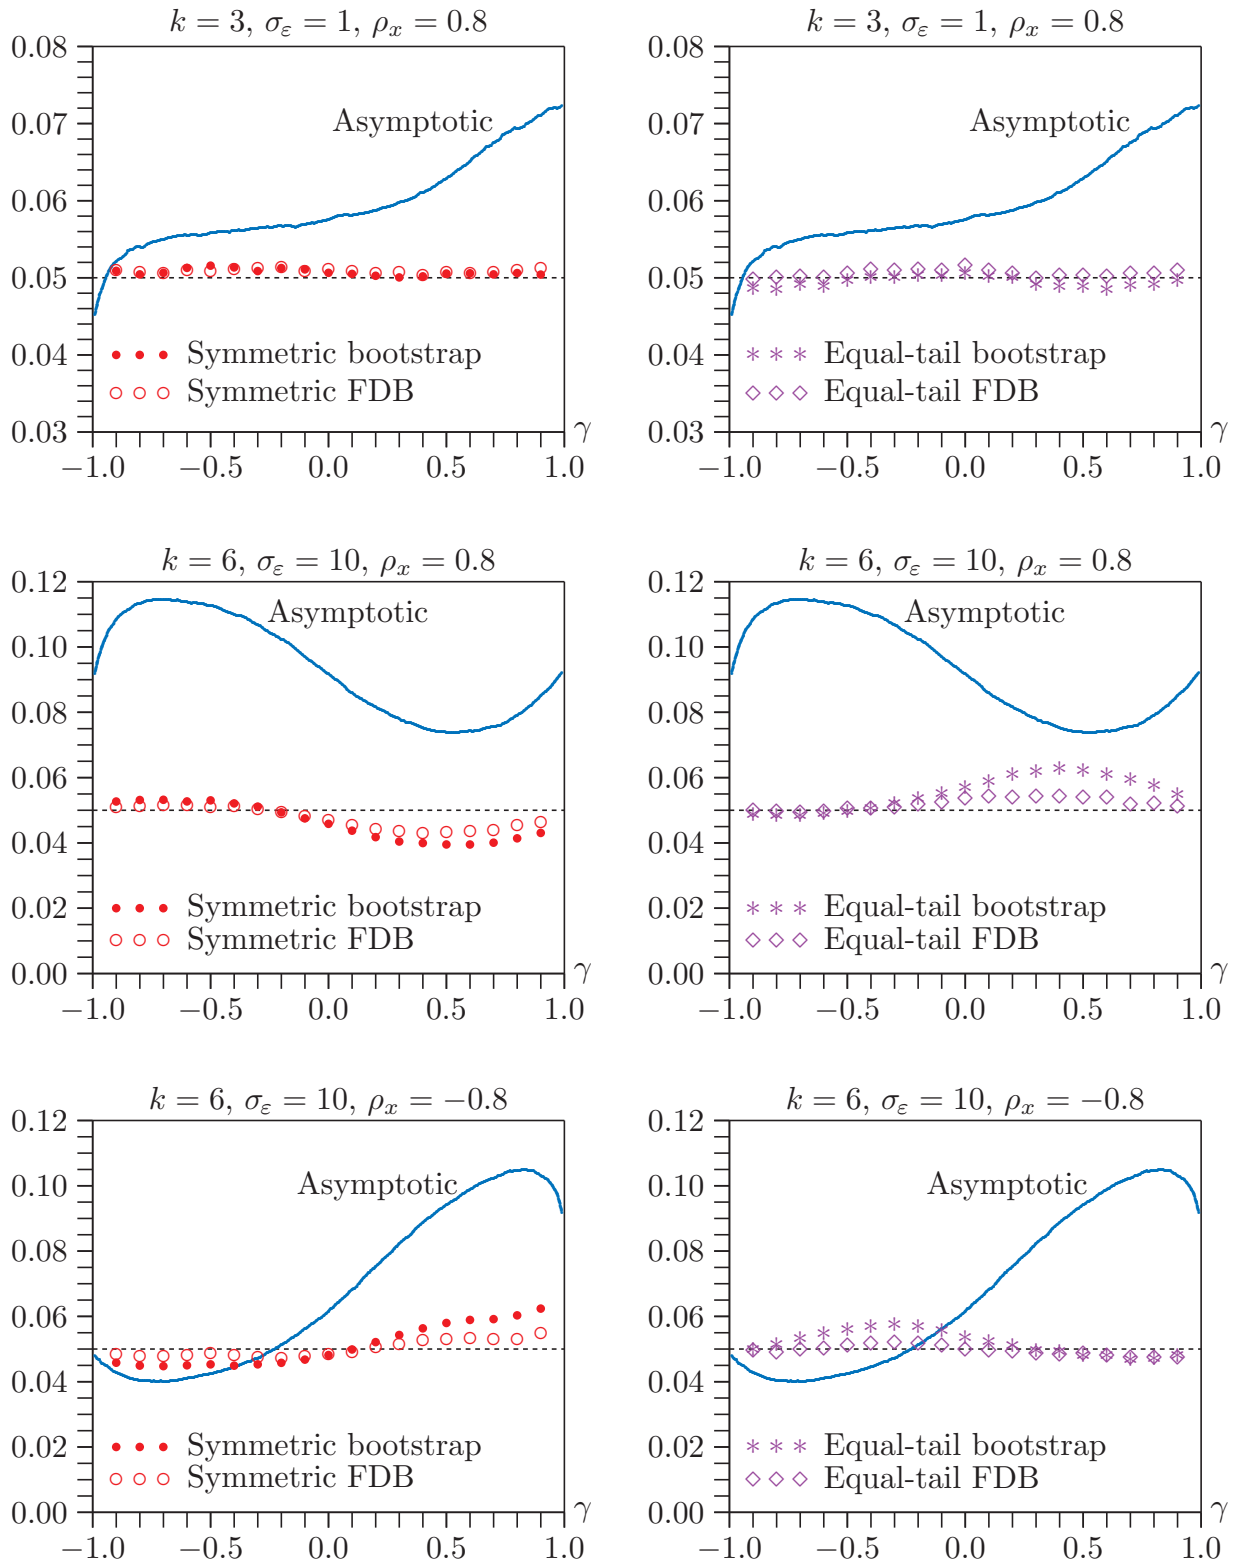 k = 3, σε = 1, ρx = 0.8
0.08
0.07
0.06
0.05
0.04
0.03
Asymptotic
Symmetric bootstrap
Symmetric FDB
γ
−1.0 −0.5 0.0 0.5 1.0
k = 3, σε = 1, ρx = 0.8
0.08
0.07
0.06
0.05
0.04
0.03
Asymptotic
Equal-tail bootstrap
Equal-tail FDB
γ
−1.0 −0.5 0.0 0.5 1.0
k = 6, σε = 10, ρx = 0.8
0.12
0.10
0.08
0.06
0.04
0.02
0.00
Asymptotic
Symmetric bootstrap
Symmetric FDB
γ
−1.0 −0.5 0.0 0.5 1.0
k = 6, σε = 10, ρx = 0.8
0.12
0.10
0.08
0.06
0.04
0.02
0.00
Asymptotic
Equal-tail bootstrap
Equal-tail FDB
γ
−1.0 −0.5 0.0 0.5 1.0
k = 6, σε = 10, ρx = −0.8
0.12
0.10
0.08
0.06
0.04
0.02
0.00
Asymptotic
Symmetric bootstrap
Symmetric FDB
γ
−1.0 −0.5 0.0 0.5 1.0
k = 6, σε = 10, ρx = −0.8
0.12
0.10
0.08
0.06
0.04
0.02
0.00
Asymptotic
Equal-tail bootstrap
Equal-tail FDB
γ
−1.0 −0.5 0.0 0.5 1.0